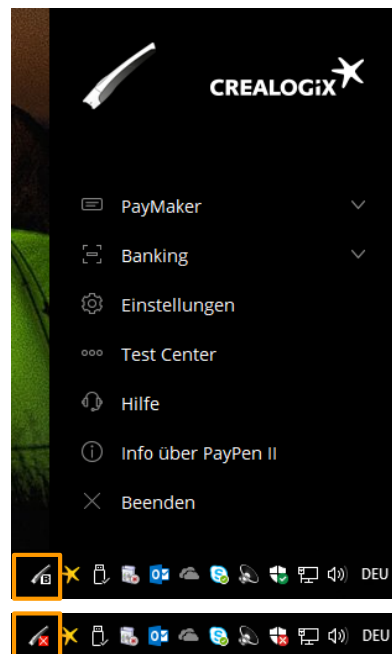 CREALOGIX
PayMaker
Banking
Einstellungen
Test Center
Hilfe
Info über PayPen II
Beenden
DEU
DEU